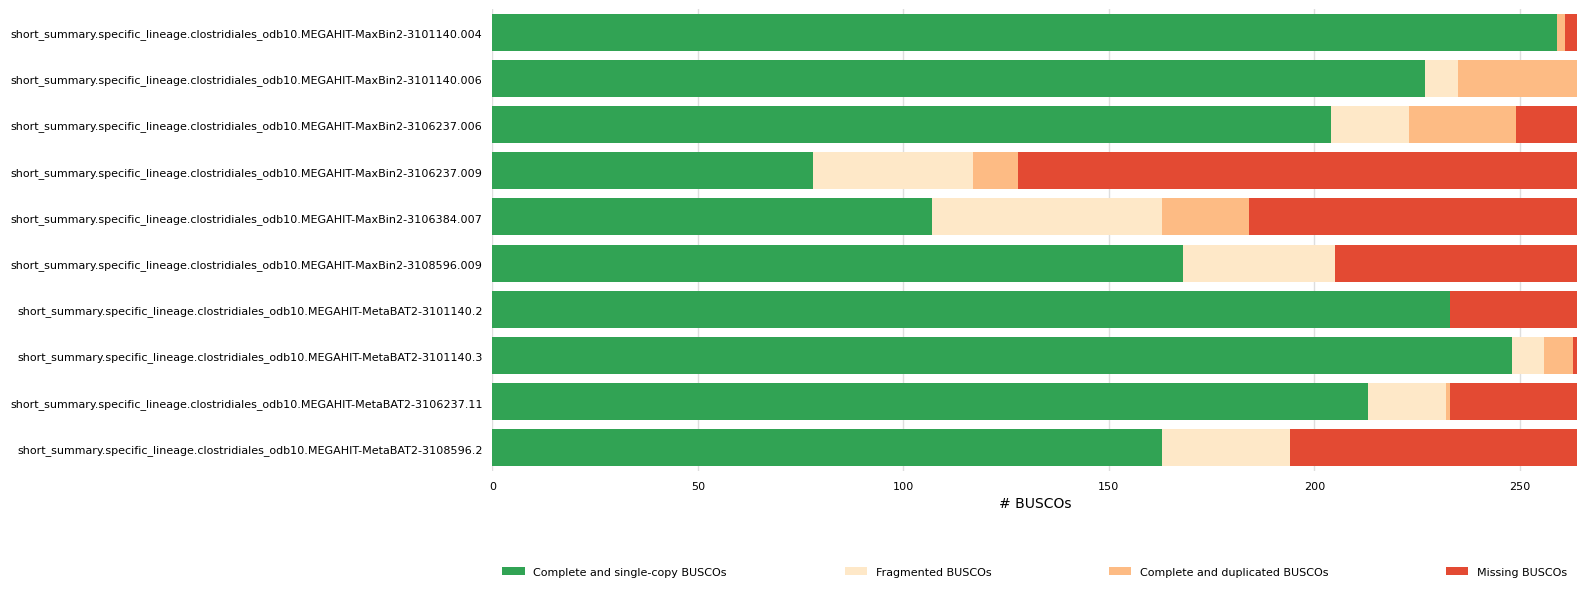 short_summary.specific_lineage.clostridiales_odb10.MEGAHIT-MaxBin2-3101140.004
short_summary.specific_lineage.clostridiales_odb10.MEGAHIT-MaxBin2-3101140.006
short_summary.specific_lineage.clostridiales_odb10.MEGAHIT-MaxBin2-3106237.006
short_summary.specific_lineage.clostridiales_odb10.MEGAHIT-MaxBin2-3106237.009
short_summary.specific_lineage.clostridiales_odb10.MEGAHIT-MaxBin2-3106384.007
short_summary.specific_lineage.clostridiales_odb10.MEGAHIT-MaxBin2-3108596.009
short_summary.specific_lineage.clostridiales_odb10.MEGAHIT-MetaBAT2-3101140.2
short_summary.specific_lineage.clostridiales_odb10.MEGAHIT-MetaBAT2-3101140.3
short_summary.specific_lineage.clostridiales_odb10.MEGAHIT-MetaBAT2-3106237.11
short_summary.specific_lineage.clostridiales_odb10.MEGAHIT-MetaBAT2-3108596.2
0 50 100 150 200 250
# BUSCOs
Complete and single-copy BUSCOs Fragmented BUSCOs Complete and duplicated BUSCOs Missing BUSCOs